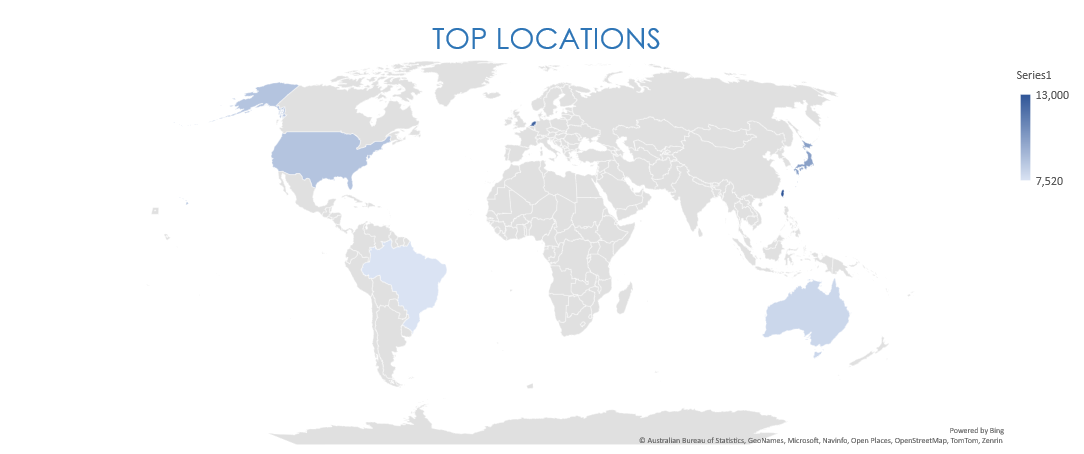 TOP LOCATIONS
Series1
13,000
7,520
Powered by Bing
© Australian Bureau of Statistics, GeoNames, Microsoft, Navinfo, Open Places, OpenStreetMap, TomTom, Zenrin